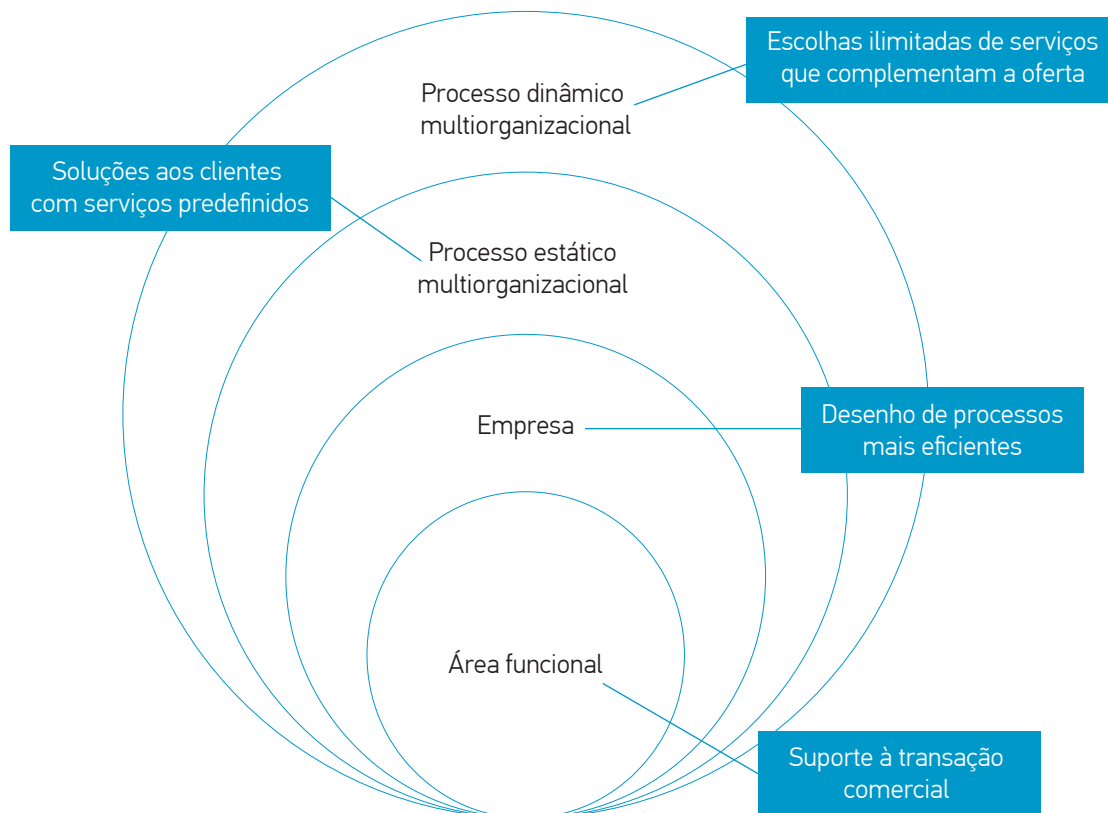 Escolhas ilimitadas de serviços
que complementam a oferta
Processo dinâmico
multiorganizacional
Soluções aos clientes
com serviços predefinidos
Processo estático
multiorganizacional
Empresa
Desenho de processos
mais eficientes
Área funcional
Suporte à transação
comercial